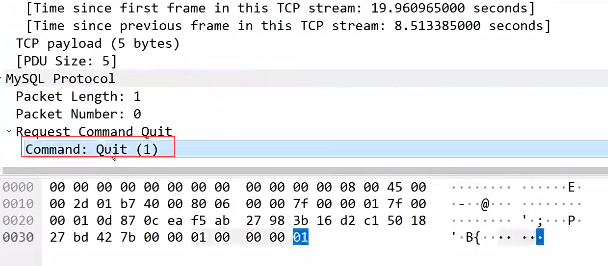 [Time since first frame in this TCP stream: 19.960965000 seconds]
[Time since previous frame in this TCP stream: 8.513385000 seconds]
TCP payload (5 bytes)
[PDU Size: 5]
MySQL Protocol
Packet Length: 1
Packet Number: 0
Request Command Quit
Command: Quit (1)
0000 00 00 00 00 00 00 00 00 00 00 00 00 08 00 45 00 ········ ······E·
0010 00 2d 01 b7 40 00 80 06 00 00 7f 00 00 01 7f 00 ·-··@··· ········
0020 00 01 0d 87 0c ea f5 ab 27 98 3b 16 d2 c1 50 18 ········ '·;···P·
0030 27 bd 42 7b 00 00 01 00 00 00 01 '·B{···· ···